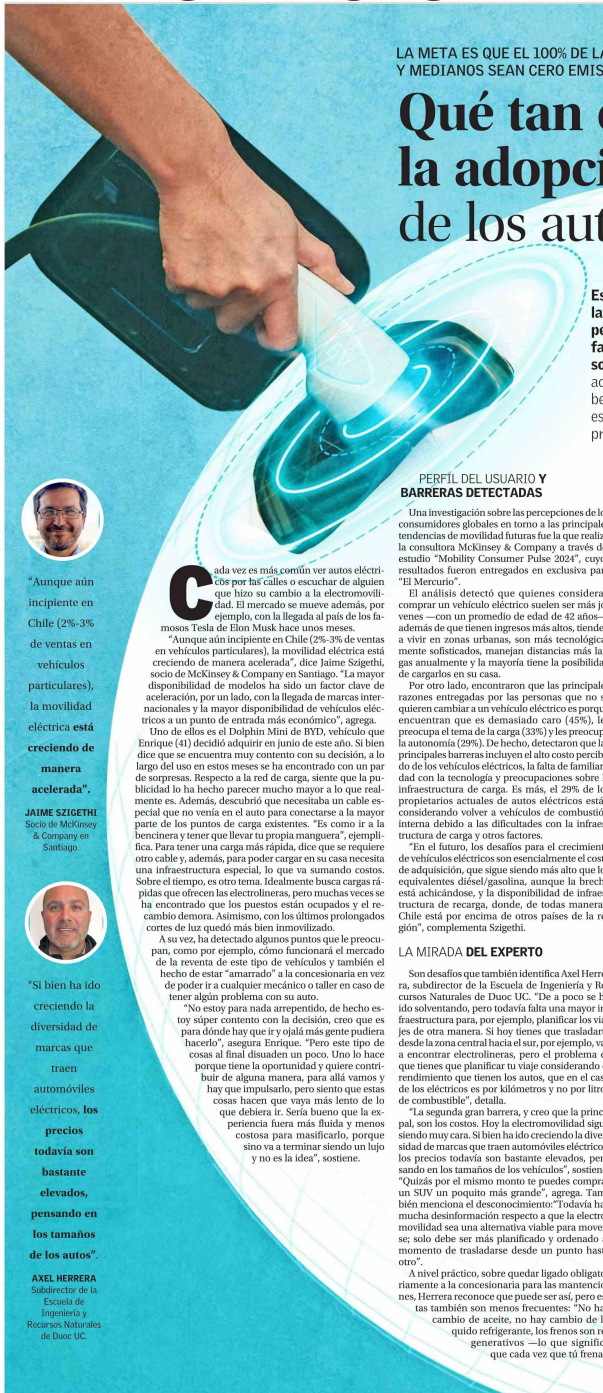 LA META ES QUE EL 100% DE LA
Y MEDIANOS SEAN CERO EMIS
Qué tan
la adopci
de los aut
Es
la
pe
fa
so
ac
be
es
pr
"Aunque aún
incipiente en
Chile (2%-3%
de ventas en
vehículos
particulares),
la movilidad
eléctrica está
creciendo de
manera
acelerada".
JAIME SZIGETHI
Socio de McKinsey
& Company en
Santiago.
"Si bien ha ido
creciendo la
diversidad de
marcas que
traen
automóviles
eléctricos, los
precios
todavía son
bastante
elevados,
pensando en
los tamaños
de los autos".
AXEL HERRERA
Subdirector de la
Escuela de
Ingeniería y
Recursos Naturales
de Duoc UC.
Cada vez es más común ver autos eléctri-
cos por las calles o escuchar de alguien
que hizo su cambio a la electromovili-
dad. El mercado se mueve además, por
ejemplo, con la llegada al país de los fa-
mosos Tesla de Elon Musk hace unos meses.
"Aunque aún incipiente en Chile (2%-3% de ventas
en vehículos particulares), la movilidad eléctrica está
creciendo de manera acelerada", dice Jaime Szigethi,
socio de McKinsey & Company en Santiago. "La mayor
disponibilidad de modelos ha sido un factor clave de
aceleración, por un lado, con la llegada de marcas inter-
nacionales y la mayor disponibilidad de vehículos eléc-
tricos a un punto de entrada más económico", agrega.
Uno de ellos es el Dolphin Mini de BYD, vehículo que
Enrique (41) decidió adquirir en junio de este año. Si bien
dice que se encuentra muy contento con su decisión, a lo
largo del uso en estos meses se ha encontrado con un par
de sorpresas. Respecto a la red de carga, siente que la pu-
blicidad lo ha hecho parecer mucho mayor a lo que real-
mente es. Además, descubrió que necesitaba un cable es-
pecial que no venía en el auto para conectarse a la mayor
parte de los puntos de carga existentes. "Es como ir a la
bencinera y tener que llevar tu propia manguera", ejempli-
fica. Para tener una carga más rápida, dice que se requiere
otro cable y, además, para poder cargar en su casa necesita
una infraestructura especial, lo que va sumando costos.
Sobre el tiempo, es otro tema. Idealmente busca cargas rá-
pidas que ofrecen las electrolineras, pero muchas veces se
ha encontrado que los puestos están ocupados y el re-
cambio demora. Asimismo, con los últimos prolongados
cortes de luz quedó más bien inmovilizado.
A su vez, ha detectado algunos puntos que le preocu-
pan, como por ejemplo, cómo funcionará el mercado
de la reventa de este tipo de vehículos y también el
hecho de estar "amarrado" a la concesionaria en vez
de poder ir a cualquier mecánico o taller en caso de
tener algún problema con su auto.
"No estoy para nada arrepentido, de hecho es-
toy súper contento con la decisión, creo que es
para dónde hay que ir y ojalá más gente pudiera
hacerlo", asegura Enrique. "Pero este tipo de
cosas al final disuaden un poco. Uno lo hace
porque tiene la oportunidad y quiere contri-
buir de alguna manera, para allá vamos y
hay que impulsarlo, pero siento que estas
cosas hacen que vaya más lento de lo
que debiera ir. Sería bueno que la ex-
periencia fuera más fluida y menos
costosa para masificarlo, porque
sino va a terminar siendo un lujo
y no es la idea", sostiene.
PERFIL DEL USUARIO Y
BARRERAS DETECTADAS
Una investigación sobre las percepciones de lo
consumidores globales en torno a las principale
tendencias de movilidad futuras fue la que realiz
la consultora McKinsey & Company a través de
estudio "Mobility Consumer Pulse 2024", cuyo
resultados fueron entregados en exclusiva par
"El Mercurio".
El análisis detectó que quienes considera
comprar un vehículo eléctrico suelen ser más jó
venes —con un promedio de edad de 42 años—
además de que tienen ingresos más altos, tiende
a vivir en zonas urbanas, son más tecnológica
mente sofisticados, manejan distancias más lar
gas anualmente y la mayoría tiene la posibilida
de cargarlos en su casa.
Por otro lado, encontraron que las principale
razones entregadas por las personas que no s
quieren cambiar a un vehículo eléctrico es porqu
encuentran que es demasiado caro (45%), le
preocupa el tema de la carga (33%) y les preocup
la autonomía (29%). De hecho, detectaron que la
principales barreras incluyen el alto costo percib
do de los vehículos eléctricos, la falta de familiar
dad con la tecnología y preocupaciones sobre l
infraestructura de carga. Es más, el 29% de lo
propietarios actuales de autos eléctricos está
considerando volver a vehículos de combustió
interna debido a las dificultades con la infraes
tructura de carga y otros factores.
"En el futuro, los desafíos para el crecimient
de vehículos eléctricos son esencialmente el cost
de adquisición, que sigue siendo más alto que lo
equivalentes diésel/gasolina, aunque la brech
está achicándose, y la disponibilidad de infraes
tructura de recarga, donde, de todas manera
Chile está por encima de otros países de la re
gión", complementa Szigethi.
LA MIRADA DEL EXPERTO
Son desafíos que también identifica Axel Herre
ra, subdirector de la Escuela de Ingeniería y Re
cursos Naturales de Duoc UC. "De a poco se h
ido solventando, pero todavía falta una mayor in
fraestructura para, por ejemplo, planificar los via
jes de otra manera. Si hoy tienes que trasladart
desde la zona central hacia el sur, por ejemplo, va
a encontrar electrolineras, pero el problema e
que tienes que planificar tu viaje considerando e
rendimiento que tienen los autos, que en el cas
de los eléctricos es por kilómetros y no por litro
de combustible", detalla.
"La segunda gran barrera, y creo que la princ
pal, son los costos. Hoy la electromovilidad sigu
siendo muy cara. Si bien ha ido creciendo la diver
sidad de marcas que traen automóviles eléctrico
los precios todavía son bastante elevados, pen
sando en los tamaños de los vehículos", sostien
"Quizás por el mismo monto te puedes compra
un SUV un poquito más grande", agrega. Tam
bién menciona el desconocimiento:"Todavía ha
mucha desinformación respecto a que la electro
movilidad sea una alternativa viable para mover
se; solo debe ser más planificado y ordenado a
momento de trasladarse desde un punto hast
otro".
A nivel práctico, sobre quedar ligado obligato
riamente a la concesionaria para las mantencio
nes, Herrera reconoce que puede ser así, pero es
tas también son menos frecuentes: "No ha
cambio de aceite, no hay cambio de l
quido refrigerante, los frenos son re
generativos —lo que signific
que cada vez que tú frena